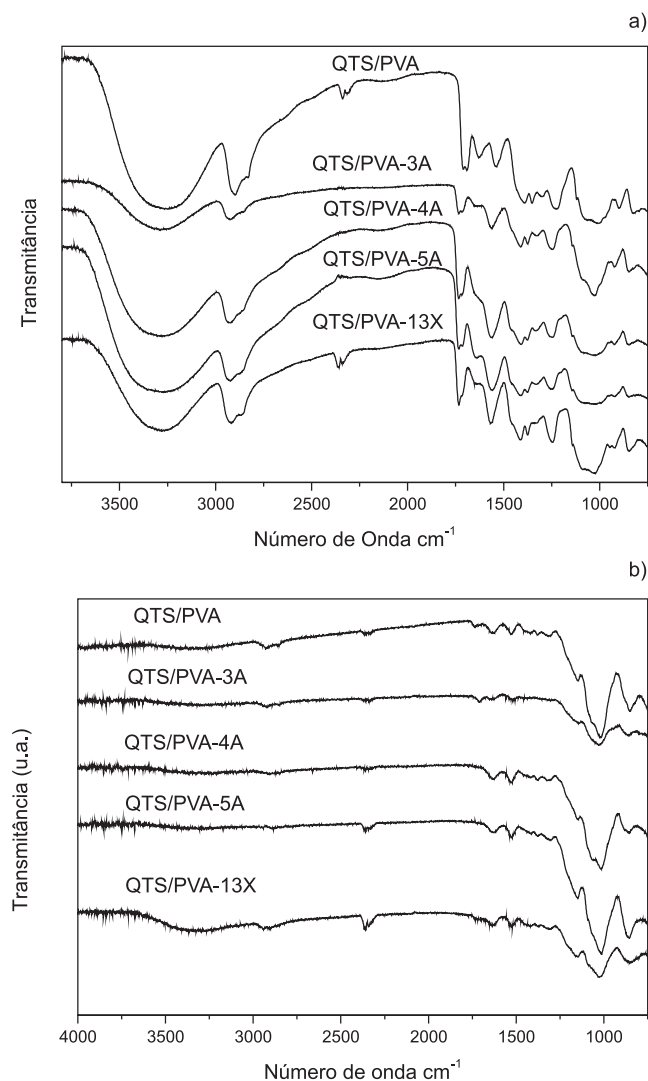 a)
QTS/PVA
QTS/PVA-3A
QTS/PVA-4A
QTS/PVA-5A
QTS/PVA-13X
Transmitância
3500 3000 2500 2000 1500 1000
Número de Onda cm⁻¹
b)
QTS/PVA
QTS/PVA-3A
QTS/PVA-4A
QTS/PVA-5A
QTS/PVA-13X
Transmitância (u.a.)
4000 3500 3000 2500 2000 1500 1000
Número de onda cm⁻¹